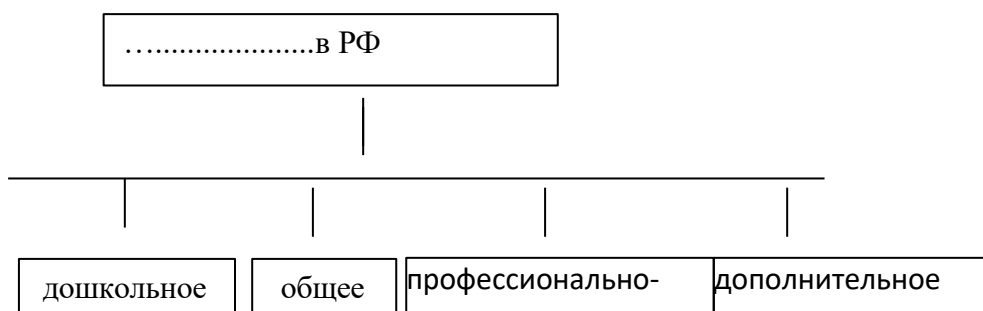 ….....................в РФ
дошкольное общее профессионально- дополнительное